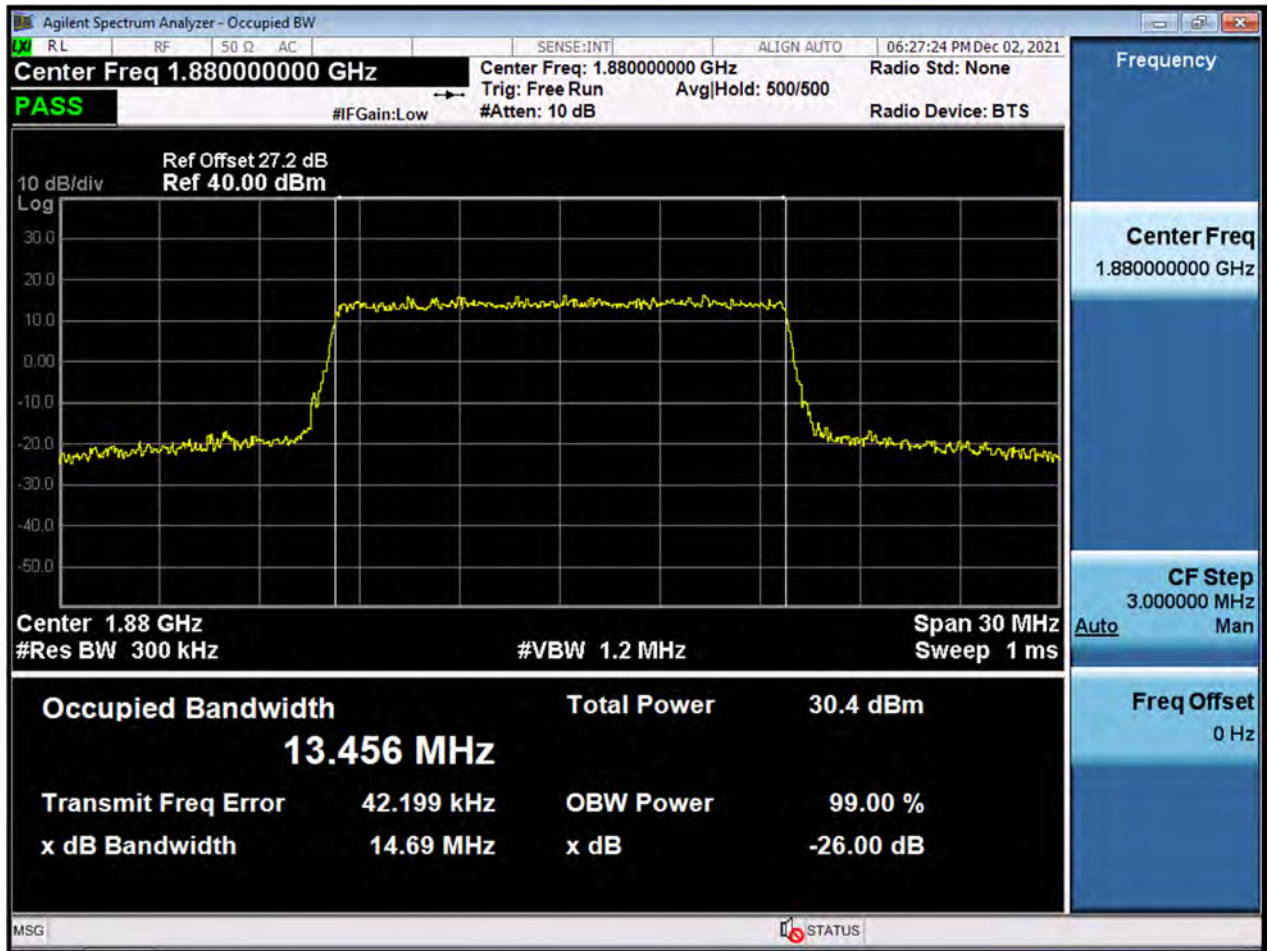 Agilent Spectrum Analyzer - Occupied BW
LXI RL RF 50 Ω AC SENSE:INT ALIGN AUTO 06:27:24 PM Dec 02, 2021
Center Freq 1.880000000 GHz Center Freq: 1.880000000 GHz Radio Std: None
Trig: Free Run Avg|Hold: 500/500
PASS #IFGain:Low #Atten: 10 dB Radio Device: BTS
Ref Offset 27.2 dB
10 dB/div Ref 40.00 dBm
Log
30.0
20.0
10.0
0.00
-10.0
-20.0
-30.0
-40.0
-50.0
Center 1.88 GHz Span 30 MHz
#Res BW 300 kHz #VBW 1.2 MHz Sweep 1 ms
Occupied Bandwidth Total Power 30.4 dBm
13.456 MHz
Transmit Freq Error 42.199 kHz OBW Power 99.00 %
x dB Bandwidth 14.69 MHz x dB -26.00 dB
MSG STATUS
Frequency
Center Freq
1.880000000 GHz
CF Step
3.000000 MHz
Auto Man
Freq Offset
0 Hz